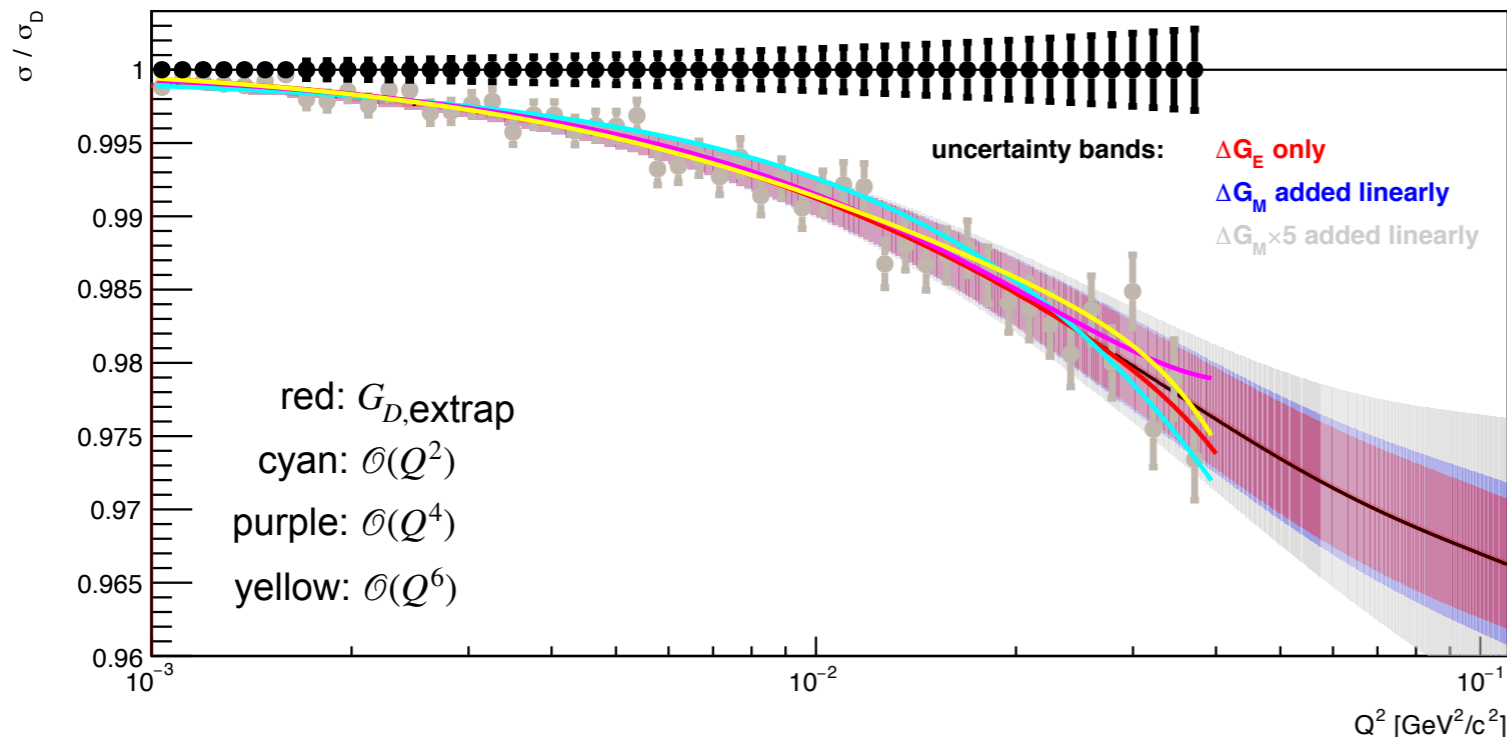 σ / σ_D
1
0.995
0.99
0.985
0.98
0.975
0.97
0.965
0.96
uncertainty bands: ΔG_E only
ΔG_M added linearly
ΔG_M×5 added linearly
red: G_D,extrap
cyan: 𝒪(Q²)
purple: 𝒪(Q⁴)
yellow: 𝒪(Q⁶)
10⁻³ 10⁻² 10⁻¹
Q² [GeV²/c²]